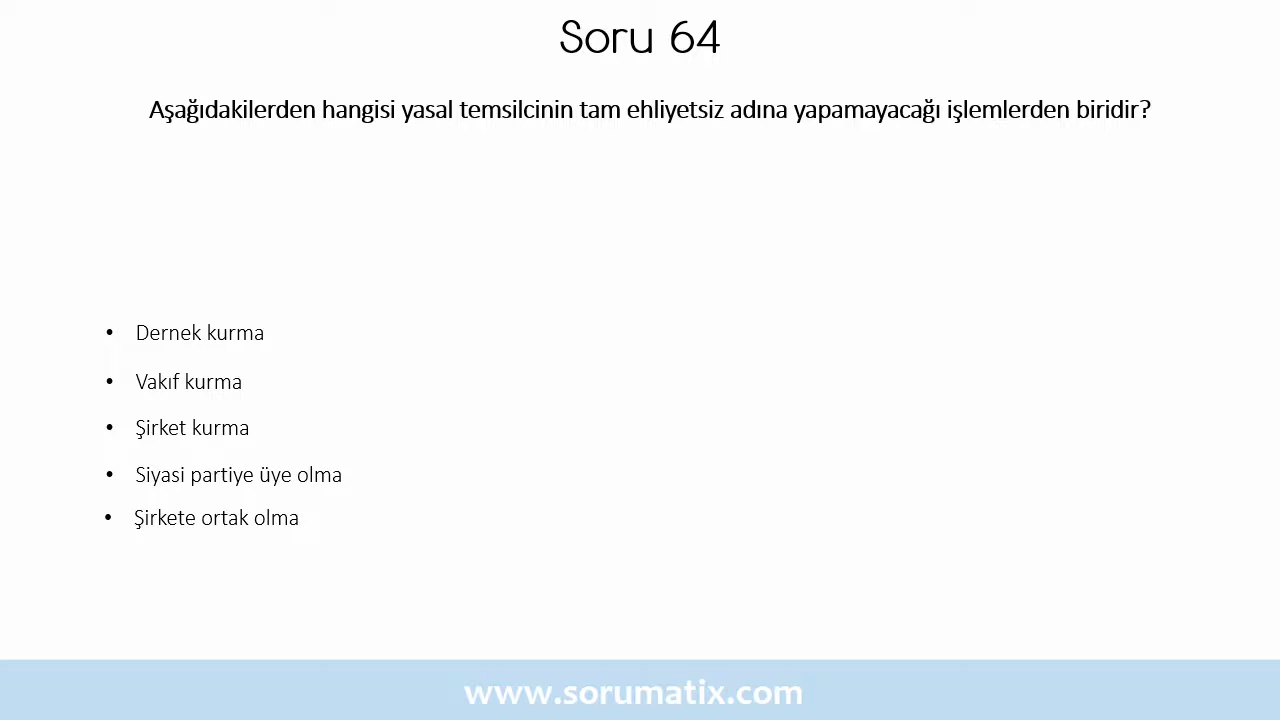 Soru 64
Aşağıdakilerden hangisi yasal temsilcinin tam ehliyetsiz adına yapamayacağı işlemlerden biridir?
• Dernek kurma
• Vakıf kurma
• Şirket kurma
• Siyasi partiye üye olma
• Şirkete ortak olma
www.sorumatix.com